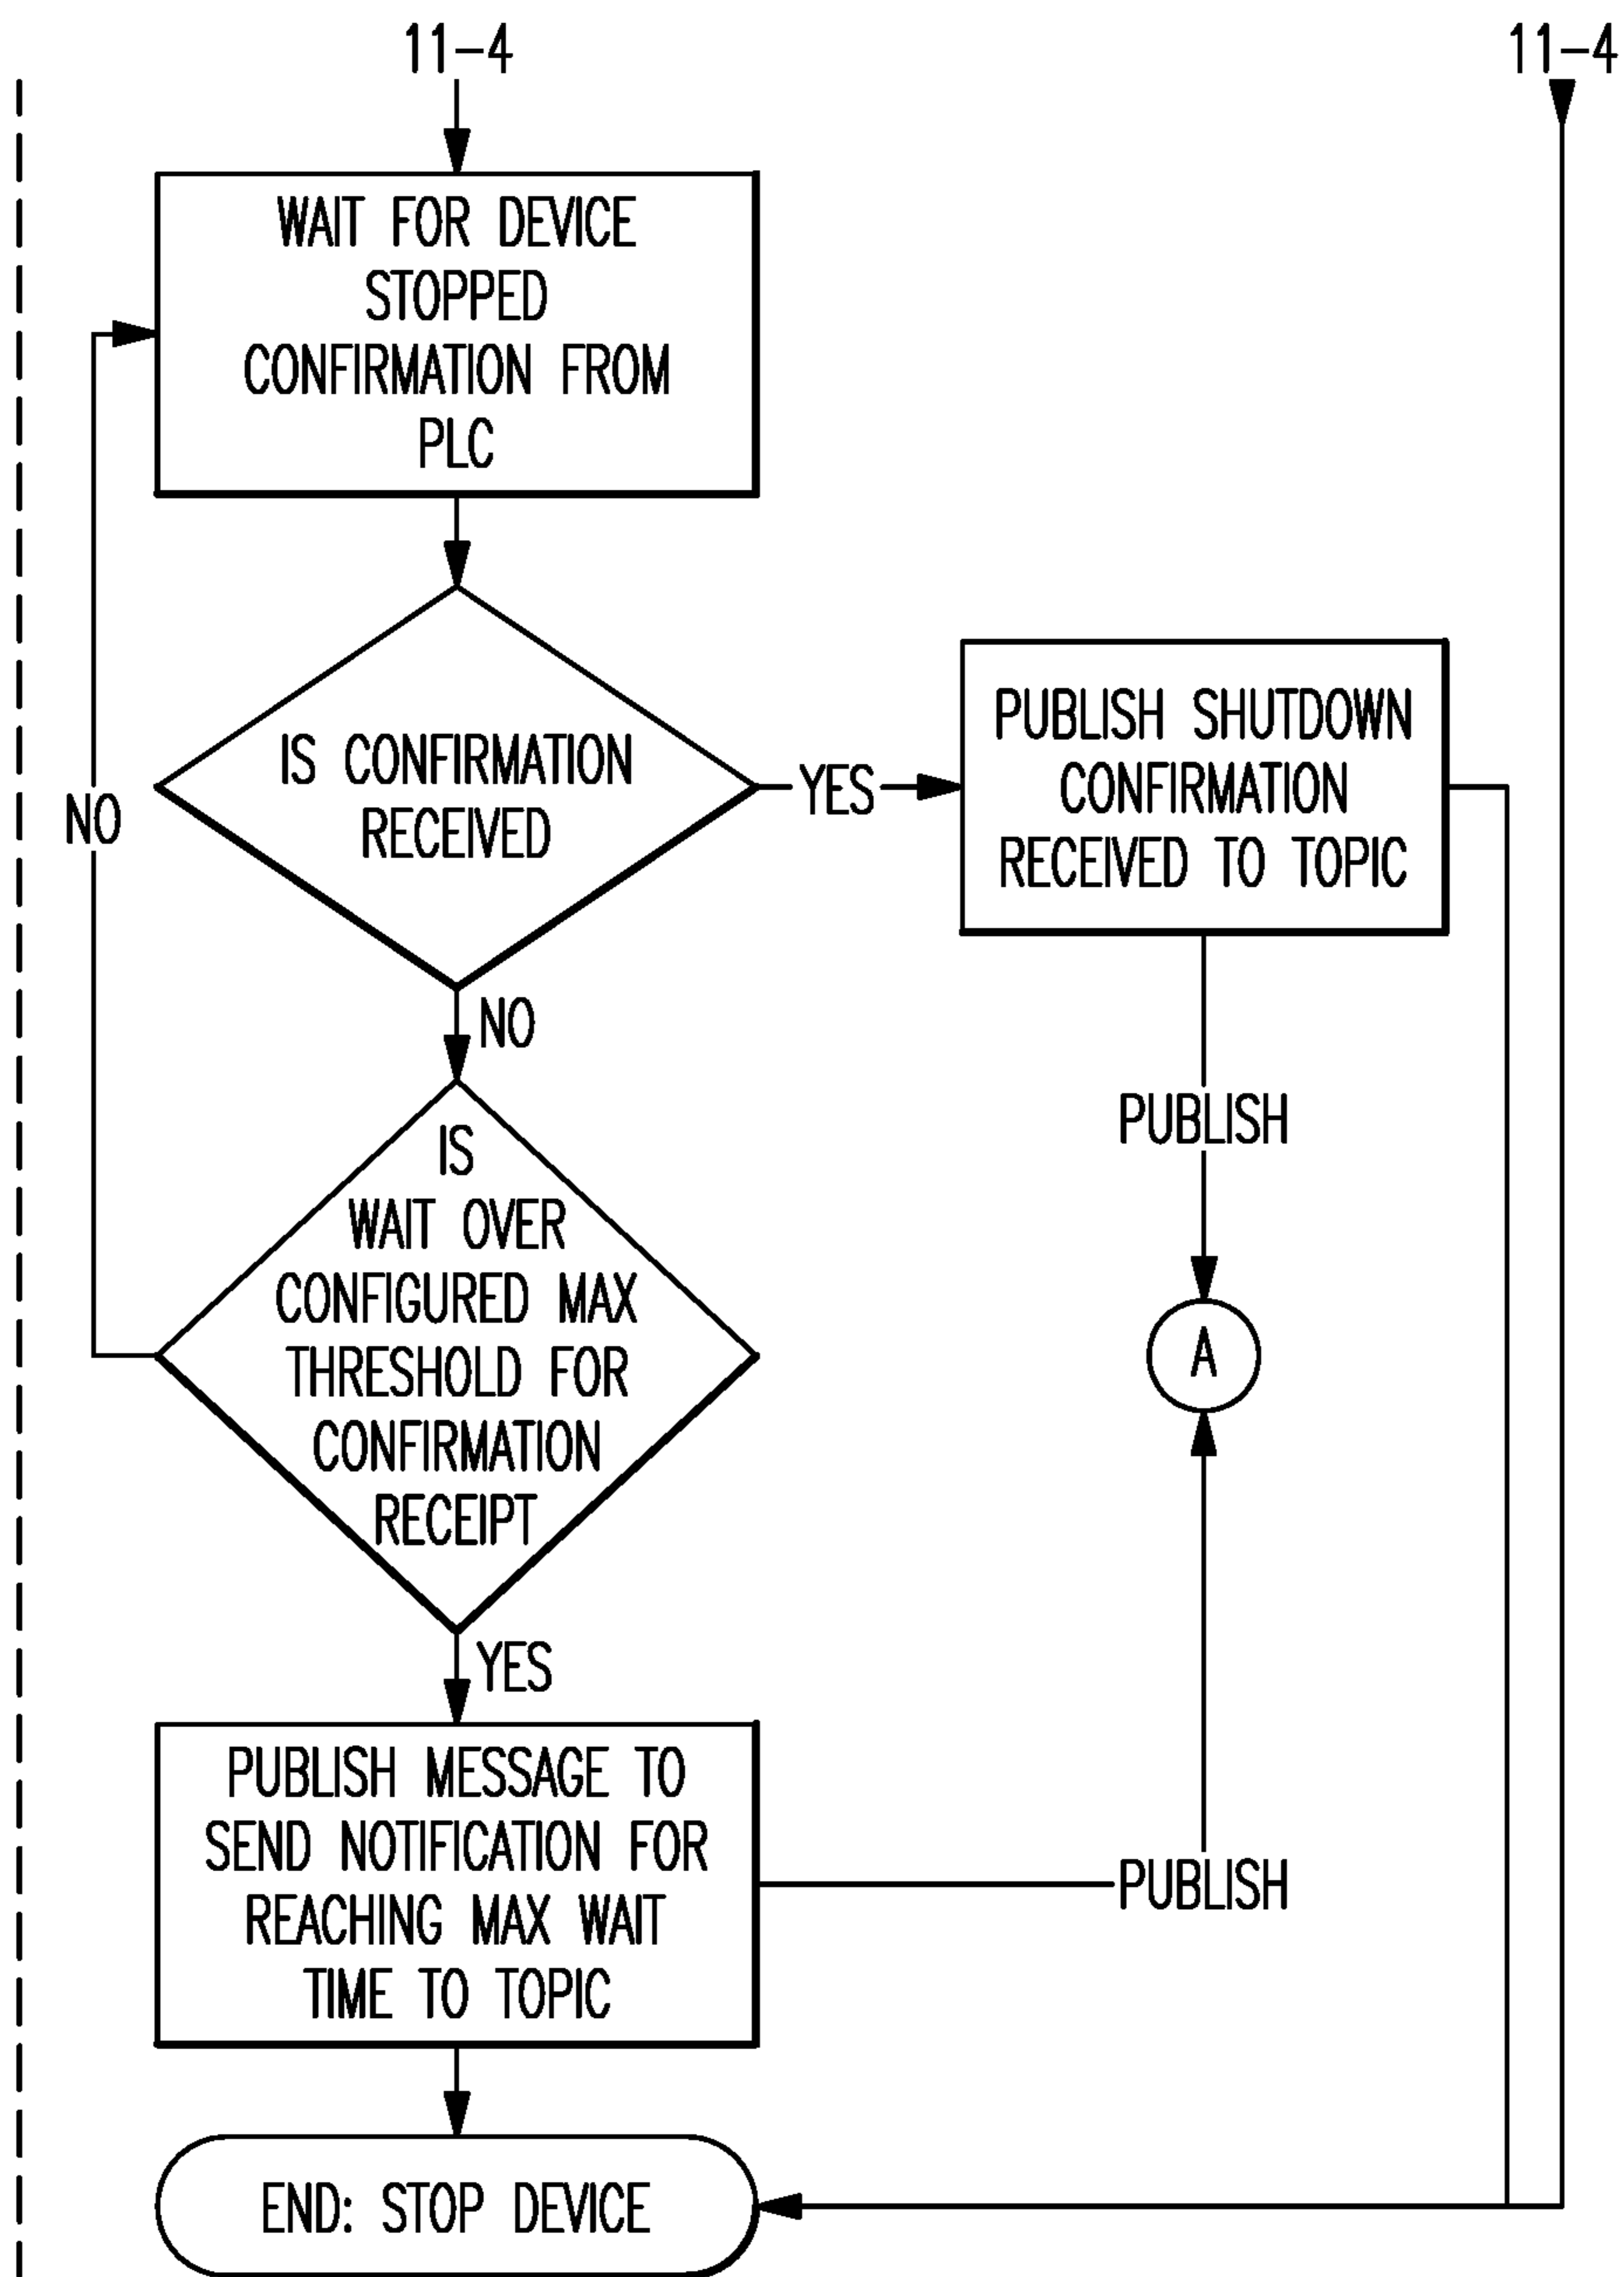 11-4
11-4
WAIT FOR DEVICE
STOPPED
CONFIRMATION FROM
PLC
IS CONFIRMATION
RECEIVED
YES
PUBLISH SHUTDOWN
CONFIRMATION
RECEIVED TO TOPIC
NO
NO
PUBLISH
IS
WAIT OVER
CONFIGURED MAX
THRESHOLD FOR
CONFIRMATION
RECEIPT
A
YES
PUBLISH MESSAGE TO
SEND NOTIFICATION FOR
REACHING MAX WAIT
TIME TO TOPIC
PUBLISH
END: STOP DEVICE